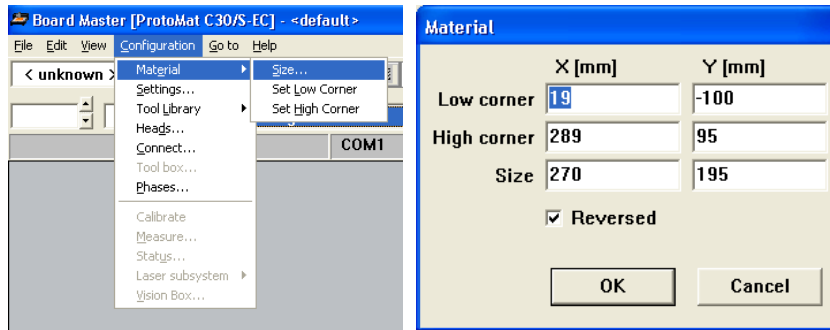 Board Master [ProtoMat C30/S-EC] - <default>
File Edit View Configuration Go to Help
< unknown >
Material
Settings...
Tool Library
Heads...
Connect...
Tool box...
Phases...
Calibrate
Measure...
Status...
Laser subsystem
Vision Box...
Size...
Set Low Corner
Set High Corner
COM1
Material
X [mm] Y [mm]
Low corner 19 -100
High corner 289 95
Size 270 195
Reversed
OK Cancel